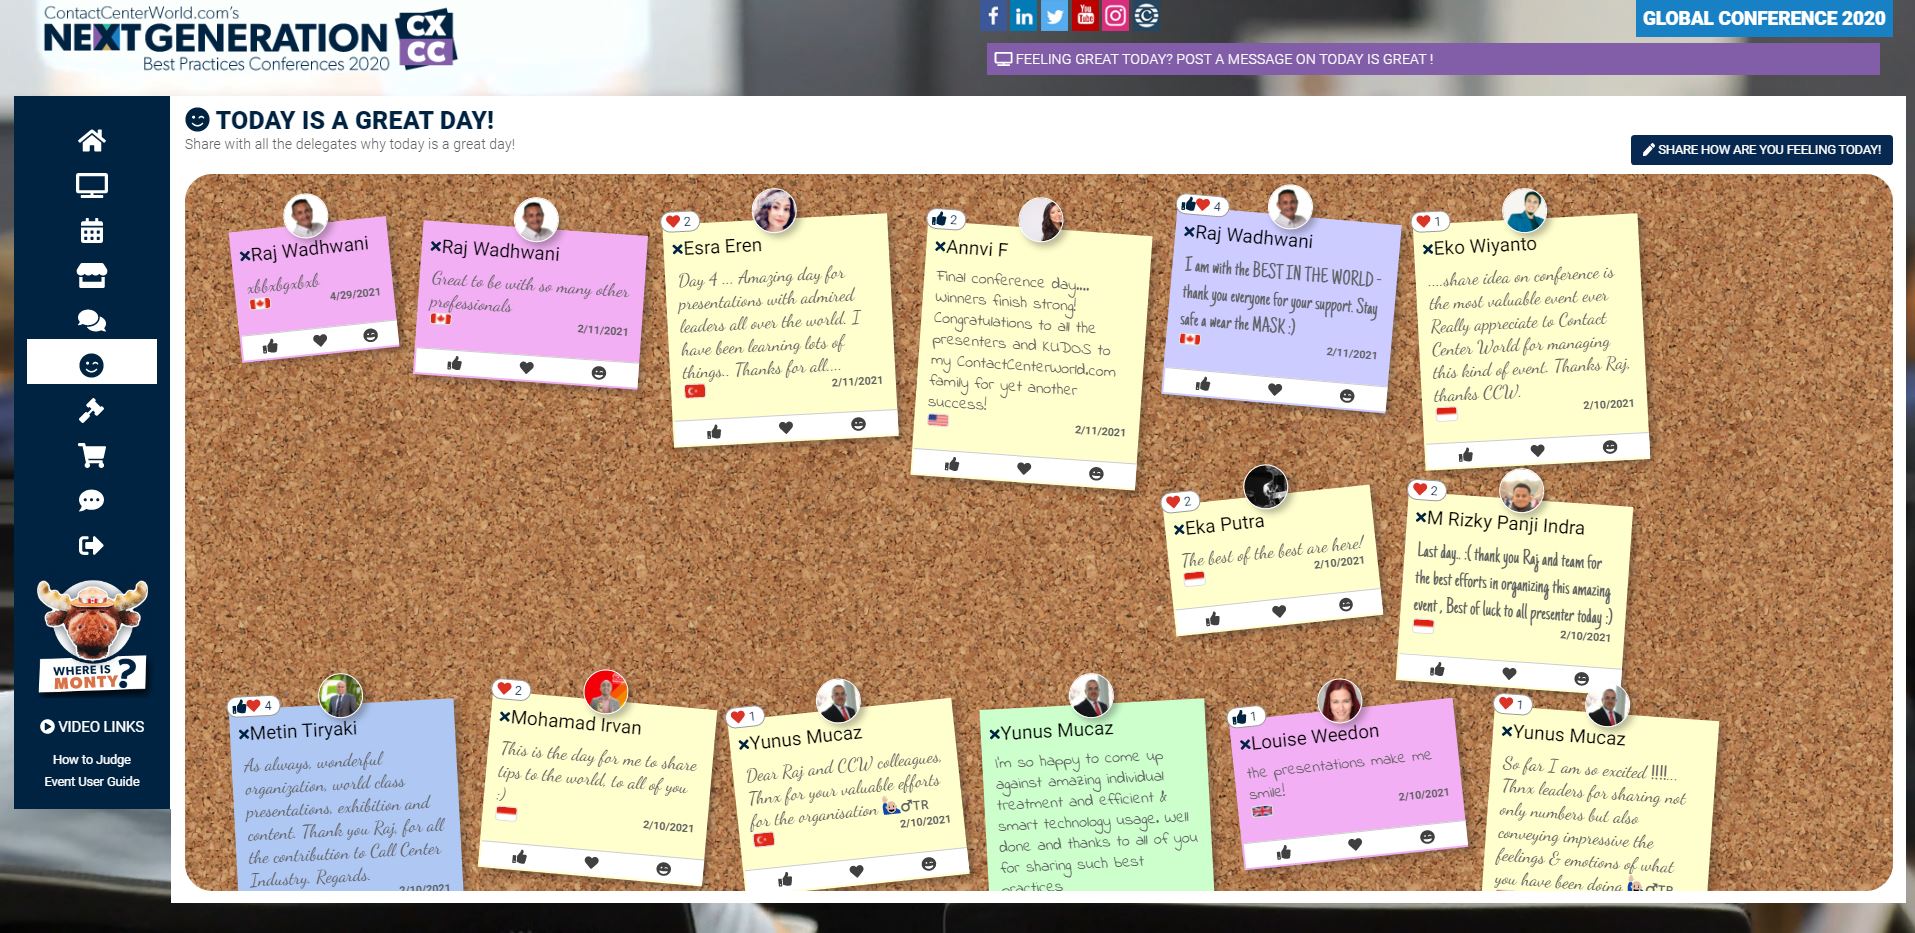 ContactCenterWorld.com's
NEXTGENERATION
Best Practices Conferences 2020
CX
CC
You
Tube
GLOBAL CONFERENCE 2020
FEELING GREAT TODAY? POST A MESSAGE ON TODAY IS GREAT !
TODAY IS A GREAT DAY!
Share with all the delegates why today is a great day!
SHARE HOW ARE YOU FEELING TODAY!
WHERE IS
MONTY?
VIDEO LINKS
How to Judge
Event User Guide
Raj Wadhwani
xbbxbgxbxb
4/29/2021
Raj Wadhwani
Great to be with so many other
professionals
2/11/2021
2
Esra Eren
Day 4 ... Amazing day for
presentations with admired
leaders all over the world. I
have been learning lots of
things.. Thanks for all....
2/11/2021
2
Annvi F
Final conference day....
winners finish strong!
Congratulations to all the
presenters and KUDOS to
my ContactCenterWorld.com
family for yet another
success!
2/11/2021
4
Raj Wadhwani
I am with the BEST IN THE WORLD -
thank you everyone for your support. Stay
safe a wear the MASK :)
2/11/2021
1
Eko Wiyanto
....share idea on conference is
the most valuable event ever
Really appreciate to Contact
Center World for managing
this kind of event. Thanks Raj,
thanks CCW.
2/10/2021
2
Eka Putra
The best of the best are here!
2/10/2021
2
M Rizky Panji Indra
Last day.. :( thank you Raj and team for
the best efforts in organizing this amazing
event , Best of luck to all presenter today :)
2/10/2021
4
Metin Tiryaki
As always, wonderful
organization, world class
presentations, exhibition and
content. Thank you Raj, for all
the contribution to Call Center
Industry. Regards.
2/10/2021
2
Mohamad Irvan
This is the day for me to share
tips to the world, to all of you
:)
2/10/2021
1
Yunus Mucaz
Dear Raj and CCW colleagues,
Thnx for your valuable efforts
for the organisation 🙋♂TR
2/10/2021
Yunus Mucaz
I'm so happy to come up
against amazing individual
treatment and efficient &
smart technology usage. well
done and thanks to all of you
for sharing such best
practices
1
Louise Weedon
the presentations make me
smile!
2/10/2021
1
Yunus Mucaz
So far I am so excited !!!!...
Thnx leaders for sharing not
only numbers but also
conveying impressive the
feelings & emotions of what
you have been doing 🙋♂TR